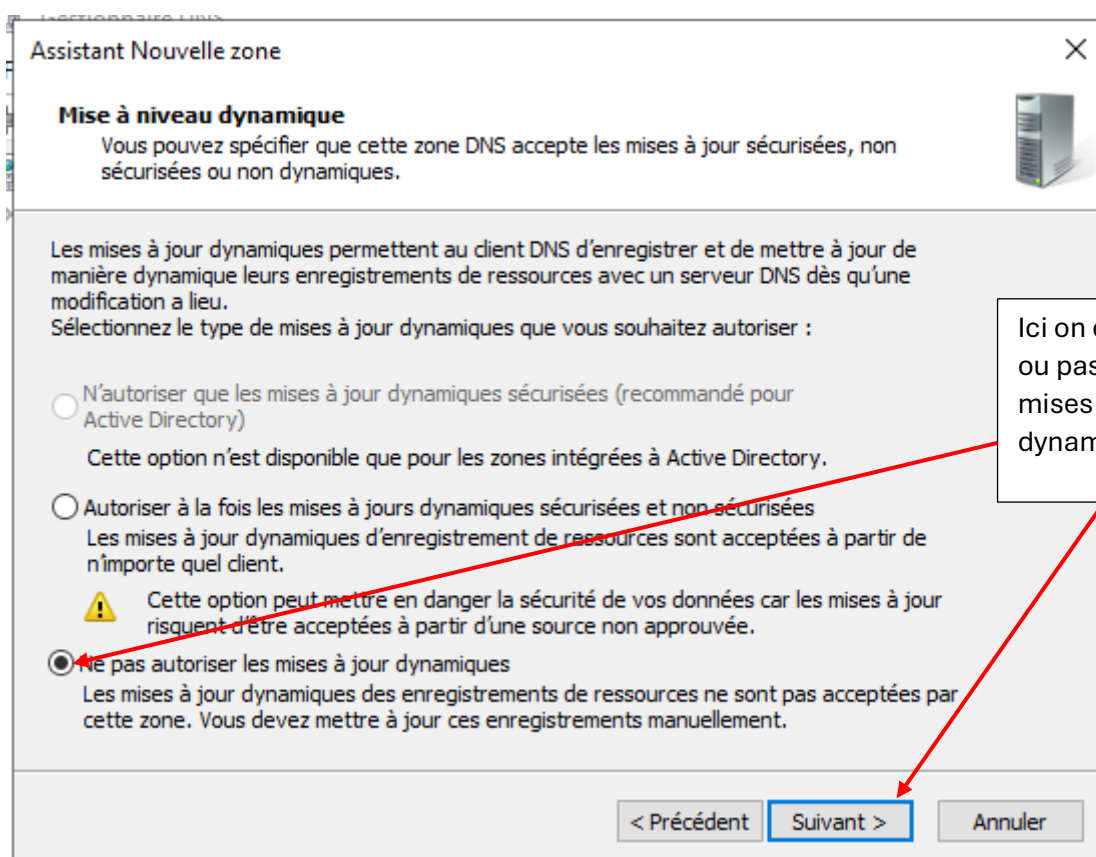 Assistant Nouvelle zone
Mise à niveau dynamique
Vous pouvez spécifier que cette zone DNS accepte les mises à jour sécurisées, non
sécurisées ou non dynamiques.
Les mises à jour dynamiques permettent au client DNS d'enregistrer et de mettre à jour de
manière dynamique leurs enregistrements de ressources avec un serveur DNS dès qu'une
modification a lieu.
Sélectionnez le type de mises à jour dynamiques que vous souhaitez autoriser :
Ici on
ou pas
mises
N'autoriser que les mises à jour dynamiques sécurisées (recommandé pour
Active Directory)
Cette option n'est disponible que pour les zones intégrées à Active Directory.
Autoriser à la fois les mises à jours dynamiques sécurisées et non sécurisées
Les mises à jour dynamiques d'enregistrement de ressources sont acceptées à partir de
n'importe quel client.
Cette option peut mettre en danger la sécurité de vos données car les mises à jour
risquent d'être acceptées à partir d'une source non approuvée.
Ne pas autoriser les mises à jour dynamiques
Les mises à jour dynamiques des enregistrements de ressources ne sont pas acceptées par
cette zone. Vous devez mettre à jour ces enregistrements manuellement.
< Précédent
Suivant >
Annuler